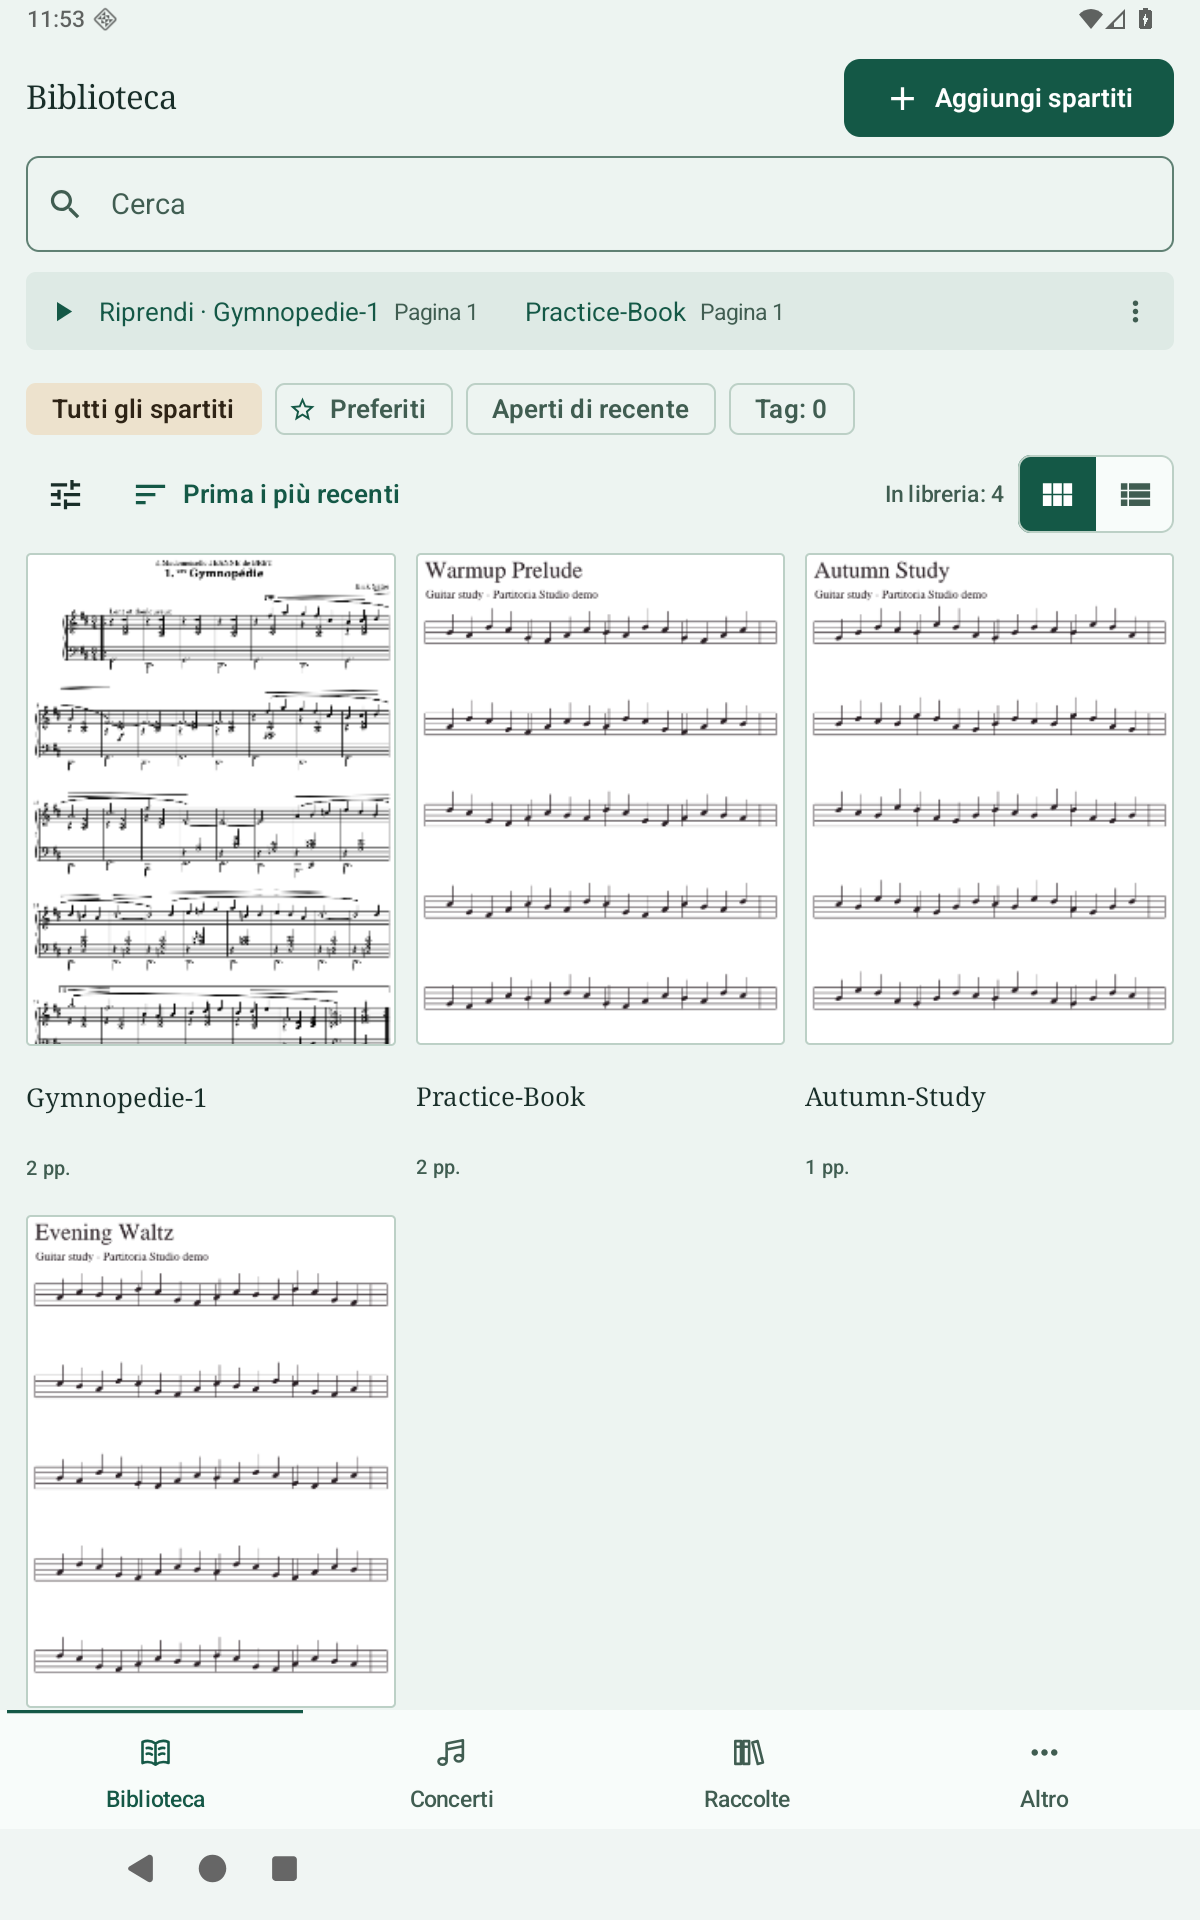 11:53
Biblioteca
Aggiungi spartiti
Cerca
Riprendi · Gymnopedie-1 Pagina 1 Practice-Book Pagina 1
Tutti gli spartiti Preferiti Aperti di recente Tag: 0
Prima i più recenti In libreria: 4
1. ère Gymnopédie
Warmup Prelude
Guitar study - Partitoria Studio demo
Autumn Study
Guitar study - Partitoria Studio demo
Gymnopedie-1 Practice-Book Autumn-Study
2 pp. 2 pp. 1 pp.
Evening Waltz
Guitar study - Partitoria Studio demo
Biblioteca Concerti Raccolte Altro